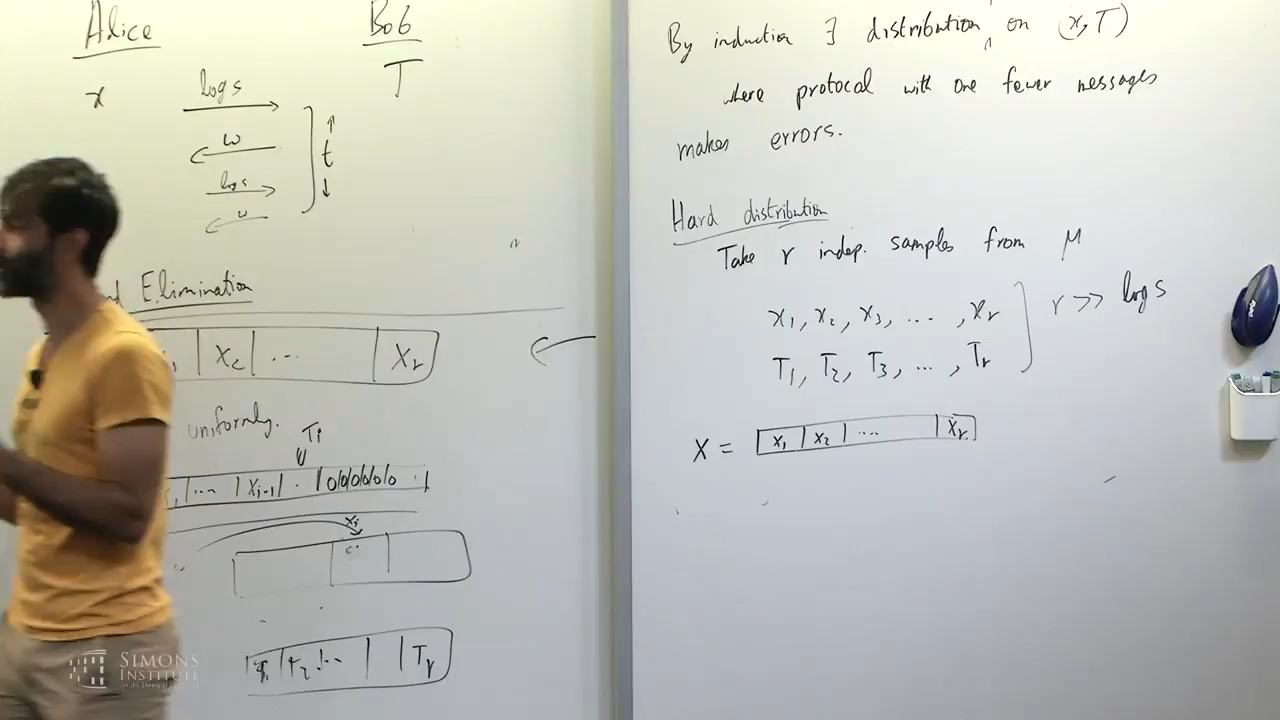 Alice Bob
x T
log s
w
t
log s
w
Elimination
x₂ ... xᵣ
uniformly.
Tᵢ
... xᵢ₋₁ . 000000
xᵢ
T₂ ... Tᵣ
SIMONS
INSTITUTE
By induction ∃ distribution on (x,T)
where protocal with one fewer messages
makes errors.
Hard distribution
Take r indep. samples from μ
x₁, x₂, x₃, ..., xᵣ
r >> log s
T₁, T₂, T₃, ..., Tᵣ
X = x₁ x₂ .... xᵣ